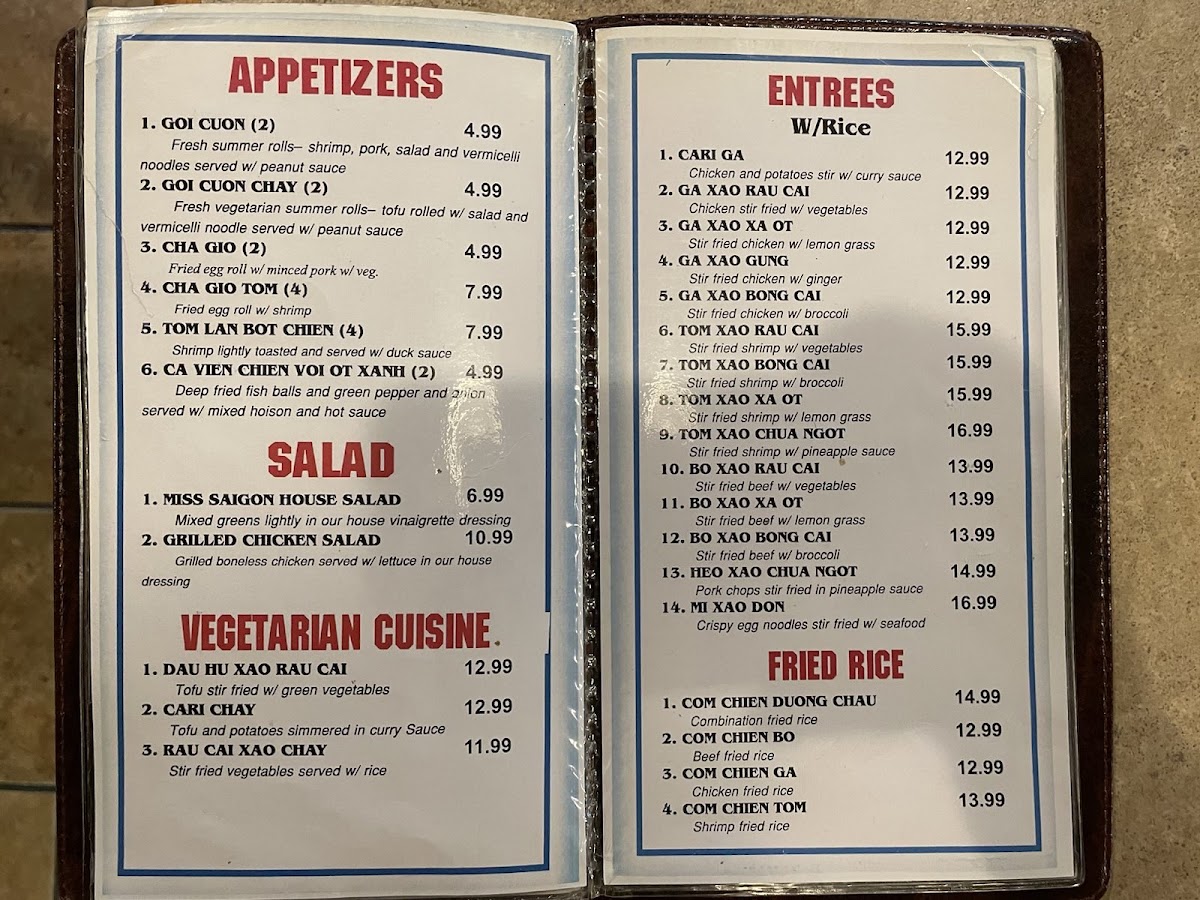 APPETIZERS
1. GOI CUON (2) 4.99
Fresh summer rolls– shrimp, pork, salad and vermicelli
noodles served w/ peanut sauce
2. GOI CUON CHAY (2) 4.99
Fresh vegetarian summer rolls– tofu rolled w/ salad and
vermicelli noodle served w/ peanut sauce
3. CHA GIO (2) 4.99
Fried egg roll w/ minced pork w/ veg.
4. CHA GIO TOM (4) 7.99
Fried egg roll w/ shrimp
5. TOM LAN BOT CHIEN (4) 7.99
Shrimp lightly toasted and served w/ duck sauce
6. CA VIEN CHIEN VOI OT XANH (2) 4.99
Deep fried fish balls and green pepper and onion
served w/ mixed hoison and hot sauce
SALAD
1. MISS SAIGON HOUSE SALAD 6.99
Mixed greens lightly in our house vinaigrette dressing
2. GRILLED CHICKEN SALAD 10.99
Grilled boneless chicken served w/ lettuce in our house
dressing
VEGETARIAN CUISINE
1. DAU HU XAO RAU CAI 12.99
Tofu stir fried w/ green vegetables
2. CARI CHAY 12.99
Tofu and potatoes simmered in curry Sauce
3. RAU CAI XAO CHAY 11.99
Stir fried vegetables served w/ rice
ENTREES
W/Rice
1. CARI GA 12.99
Chicken and potatoes stir w/ curry sauce
2. GA XAO RAU CAI 12.99
Chicken stir fried w/ vegetables
3. GA XAO XA OT 12.99
Stir fried chicken w/ lemon grass
4. GA XAO GUNG 12.99
Stir fried chicken w/ ginger
5. GA XAO BONG CAI 12.99
Stir fried chicken w/ broccoli
6. TOM XAO RAU CAI 15.99
Stir fried shrimp w/ vegetables
7. TOM XAO BONG CAI 15.99
Stir fried shrimp w/ broccoli
8. TOM XAO XA OT 15.99
Stir fried shrimp w/ lemon grass
9. TOM XAO CHUA NGOT 16.99
Stir fried shrimp w/ pineapple sauce
10. BO XAO RAU CAI 13.99
Stir fried beef w/ vegetables
11. BO XAO XA OT 13.99
Stir fried beef w/ lemon grass
12. BO XAO BONG CAI 13.99
Stir fried beef w/ broccoli
13. HEO XAO CHUA NGOT 14.99
Pork chops stir fried in pineapple sauce
14. MI XAO DON 16.99
Crispy egg noodles stir fried w/ seafood
FRIED RICE
1. COM CHIEN DUONG CHAU 14.99
Combination fried rice
2. COM CHIEN BO 12.99
Beef fried rice
3. COM CHIEN GA 12.99
Chicken fried rice
4. COM CHIEN TOM 13.99
Shrimp fried rice